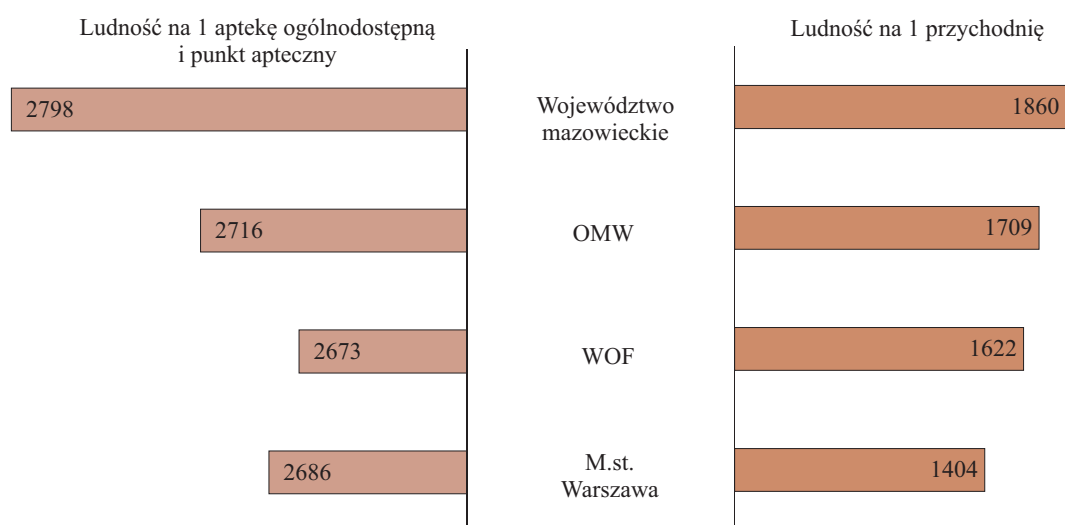 Ludność na 1 aptekę ogólnodostępną
i punkt apteczny
Ludność na 1 przychodnię
2798
Województwo
mazowieckie
1860
2716
OMW
1709
2673
WOF
1622
2686
M.st.
Warszawa
1404